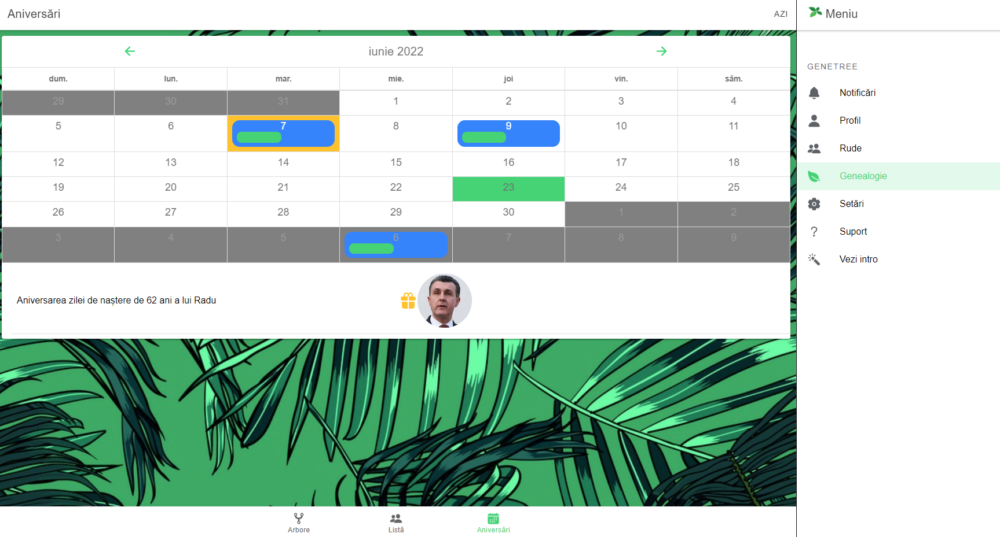 Aniversări
AZI
iunie 2022
dum. lun. mar. mie. joi vin. sâm.
29 30 31 1 2 3 4
5 6 7 8 9 10 11
12 13 14 15 16 17 18
19 20 21 22 23 24 25
26 27 28 29 30 1 2
3 4 5 6 7 8 9
Aniversarea zilei de naștere de 62 ani a lui Radu
Arbore
Listă
Aniversări
Meniu
GENETREE
Notificări
Profil
Rude
Genealogie
Setări
Suport
Vezi intro